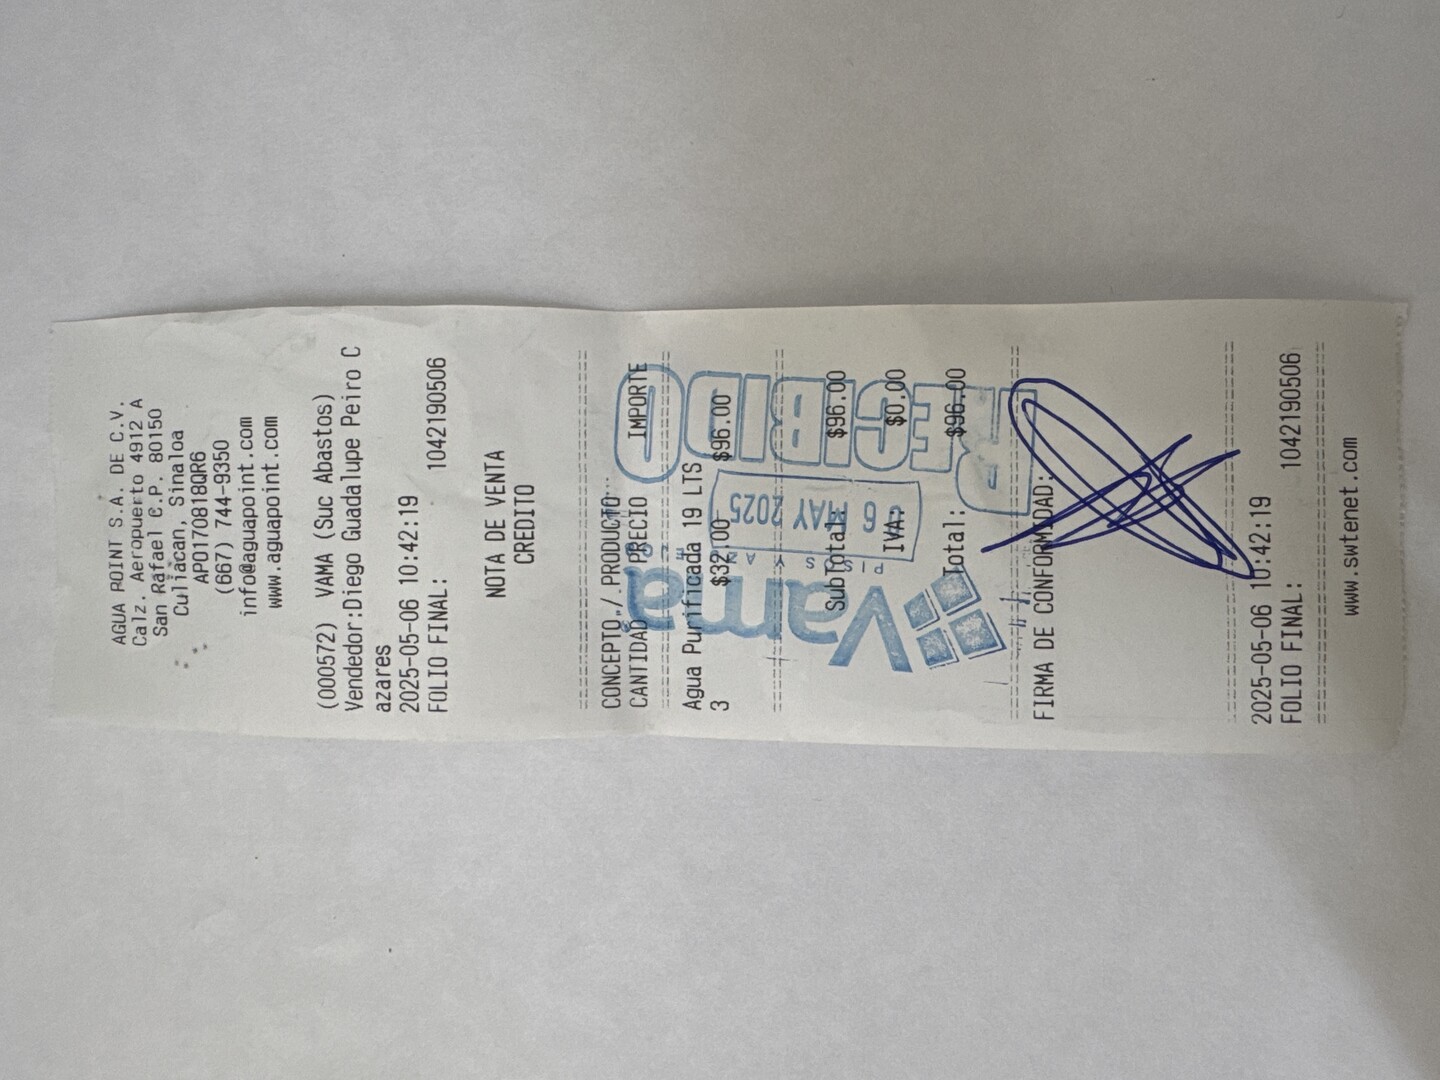 AGUA POINT S.A. DE C.V.
Calz. Aeropuerto 4912 A
San Rafael C.P. 80150
Culiacan, Sinaloa
APO170818QR6
(667) 744-9350
info@aguapoint.com
www.aguapoint.com
(000572) VAMA (Suc Abastos)
Vendedor:Diego Guadalupe Peiro C
azares
2025-05-06 10:42:19
FOLIO FINAL: 1042190506
NOTA DE VENTA
CREDITO
CONCEPTO / PRODUCTO
CANTIDAD PRECIO IMPORTE
Agua Purificada 19 LTS
3 $32.00 $96.00
SubTotal: $96.00
IVA: $0.00
Total: $96.00
RECIBIDO
6 MAY 2025
Vama
FIRMA DE CONFORMIDAD:
2025-05-06 10:42:19
FOLIO FINAL: 1042190506
www.swtenet.com